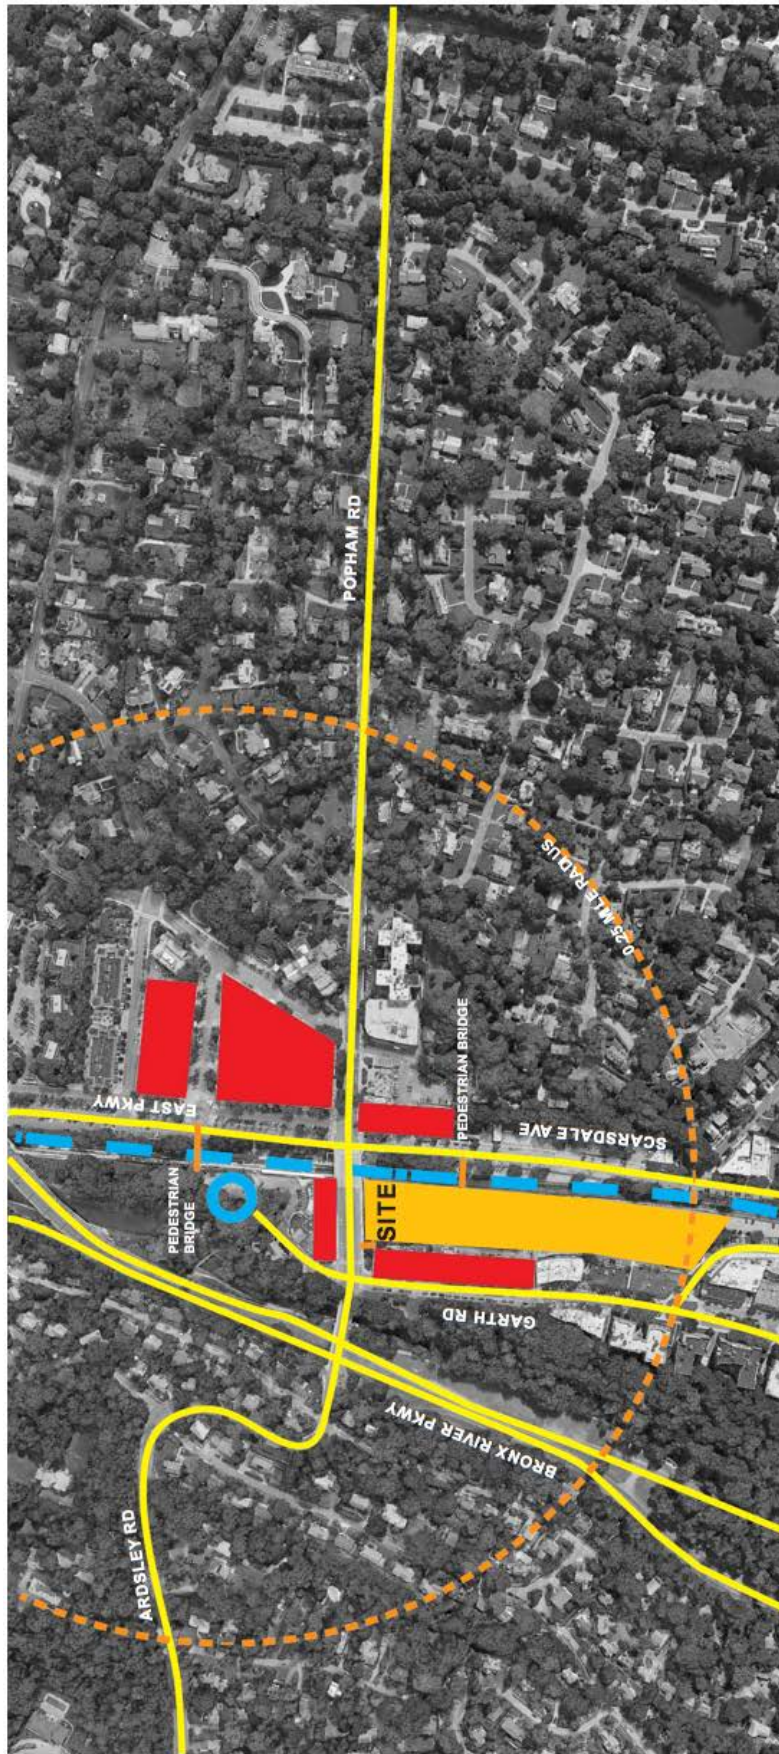 POPHAM RD
0.25 MILE RADIUS
EAST PKWY
PEDESTRIAN BRIDGE
SCARSDALE AVE
PEDESTRIAN
BRIDGE
SITE
GARTH RD
BRONX RIVER PKWY
ARDSLEY RD